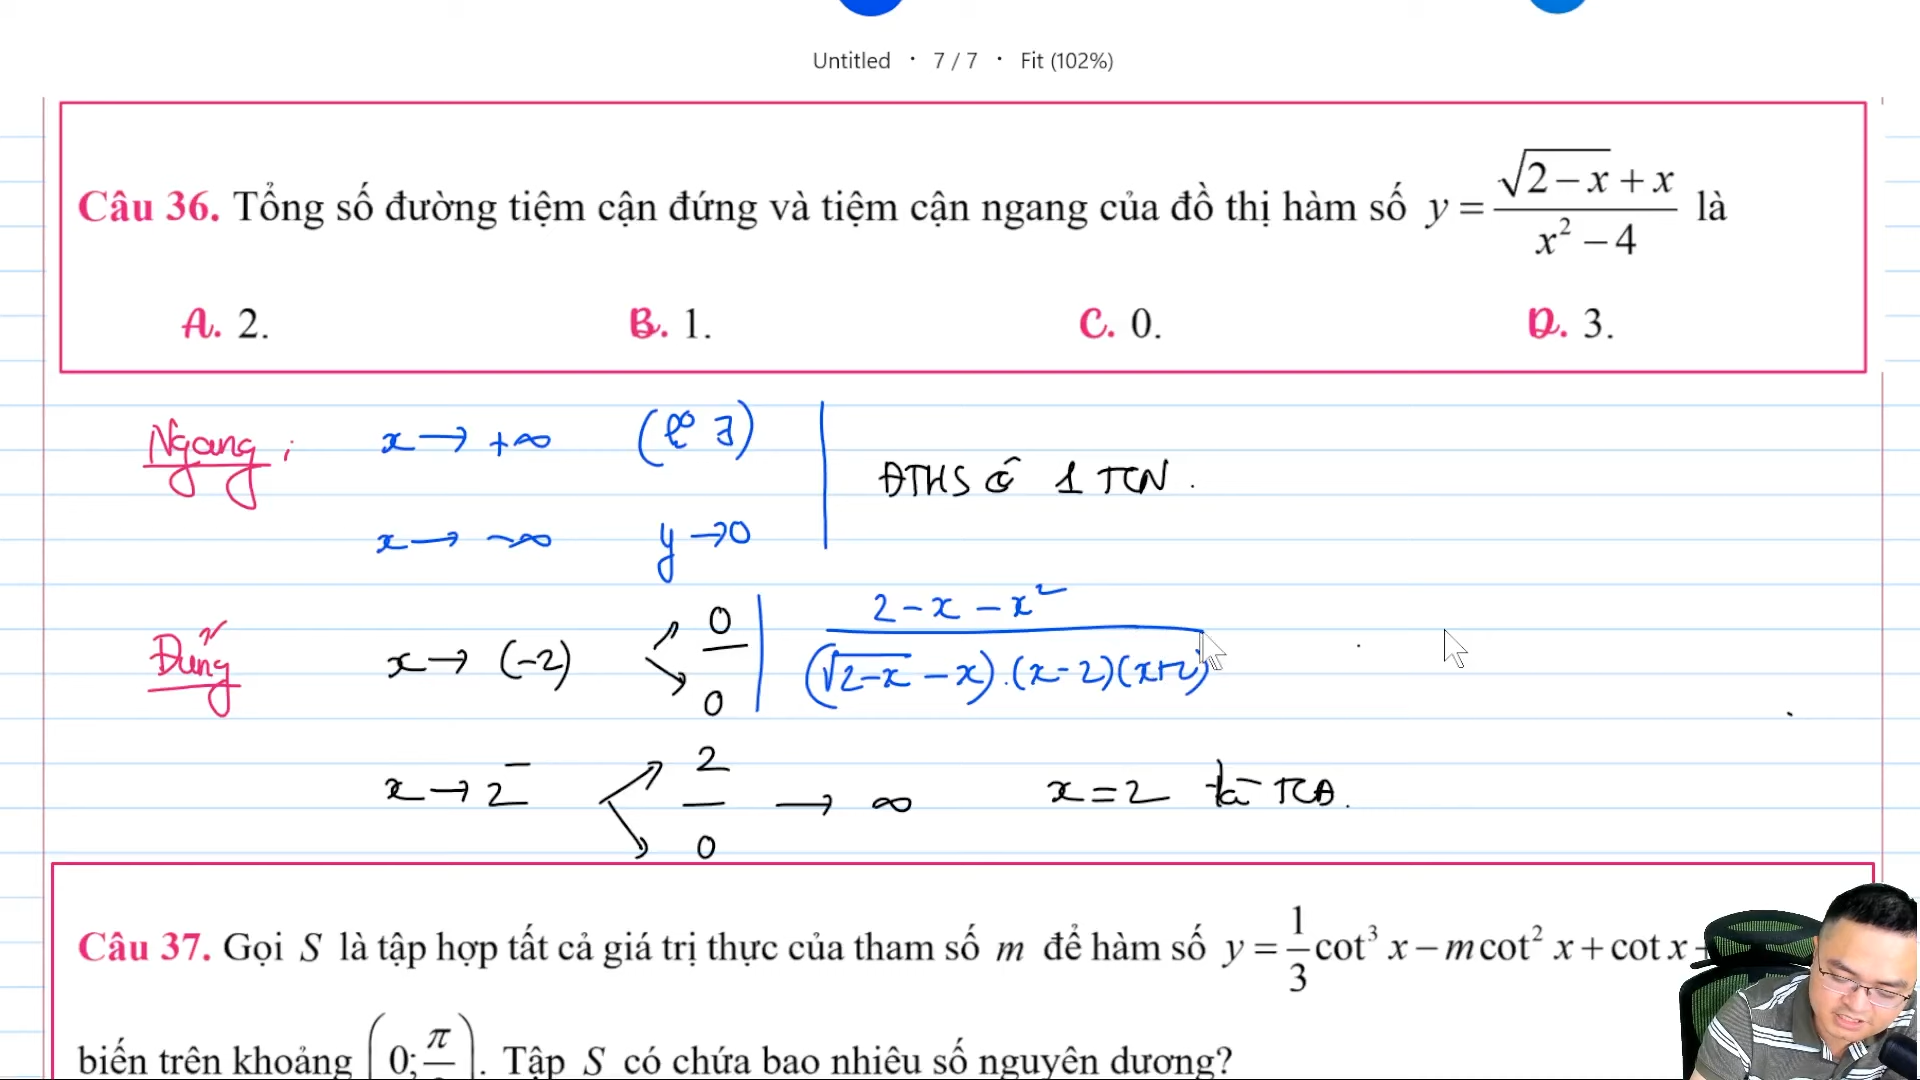 Untitled · 7 / 7 · Fit (102%)
Câu 36. Tổng số đường tiệm cận đứng và tiệm cận ngang của đồ thị hàm số y = (√(2−x) + x)/(x² − 4) là
A. 2. B. 1. C. 0. D. 3.
Ngang: x → +∞ (k° ∃)
ĐTHS có 1 TCN.
x → −∞ y → 0
Đứng x → (−2) 0/0 (2 − x − x²)/((√(2−x) − x).(x−2)(x+2))
x → 2⁻ 2/0 → ∞ x = 2 là TCĐ.
Câu 37. Gọi S là tập hợp tất cả giá trị thực của tham số m để hàm số y = 1/3 cot³ x − m cot² x + cot x
biến trên khoảng (0; π/ ). Tập S có chứa bao nhiêu số nguyên dương?